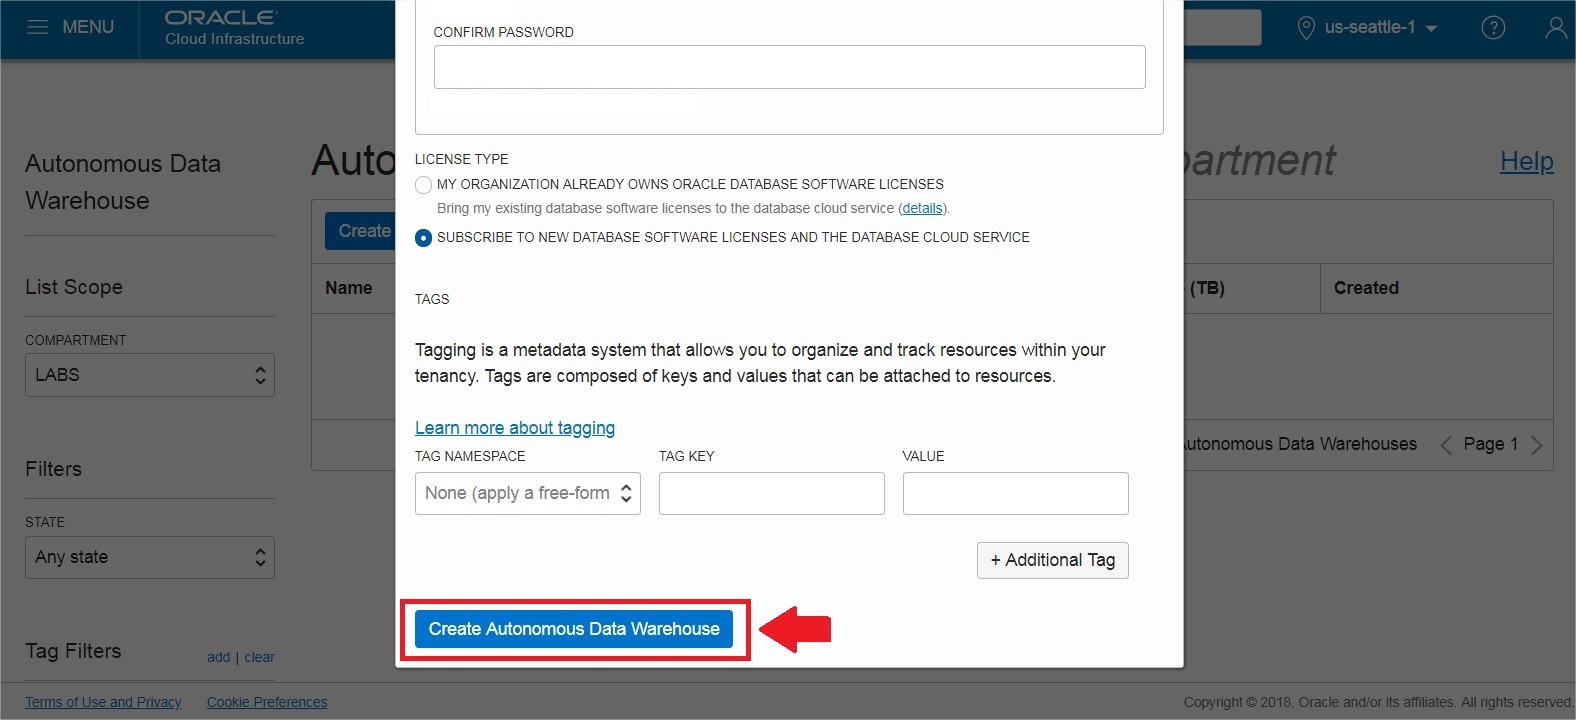 MENU
ORACLE
Cloud Infrastructure
us-seattle-1
Autonomous Data
Warehouse
List Scope
COMPARTMENT
LABS
Filters
STATE
Any state
Tag Filters
add | clear
Help
Create
Name
(TB)
Created
Autonomous Data Warehouses
Page 1
CONFIRM PASSWORD
LICENSE TYPE
MY ORGANIZATION ALREADY OWNS ORACLE DATABASE SOFTWARE LICENSES
Bring my existing database software licenses to the database cloud service (details).
SUBSCRIBE TO NEW DATABASE SOFTWARE LICENSES AND THE DATABASE CLOUD SERVICE
TAGS
Tagging is a metadata system that allows you to organize and track resources within your
tenancy. Tags are composed of keys and values that can be attached to resources.
Learn more about tagging
TAG NAMESPACE
TAG KEY
VALUE
None (apply a free-form
+ Additional Tag
Create Autonomous Data Warehouse
Terms of Use and Privacy
Cookie Preferences
Copyright © 2018, Oracle and/or its affiliates. All rights reserved.